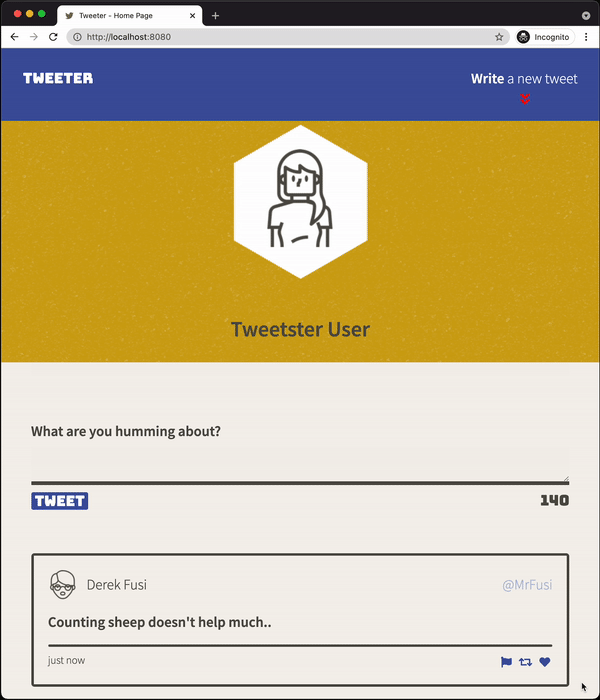 Tweeter - Home Page
http://localhost:8080
Incognito
TWEETER
Write a new tweet
Tweetster User
What are you humming about?
TWEET
140
Derek Fusi
@MrFusi
Counting sheep doesn't help much..
just now